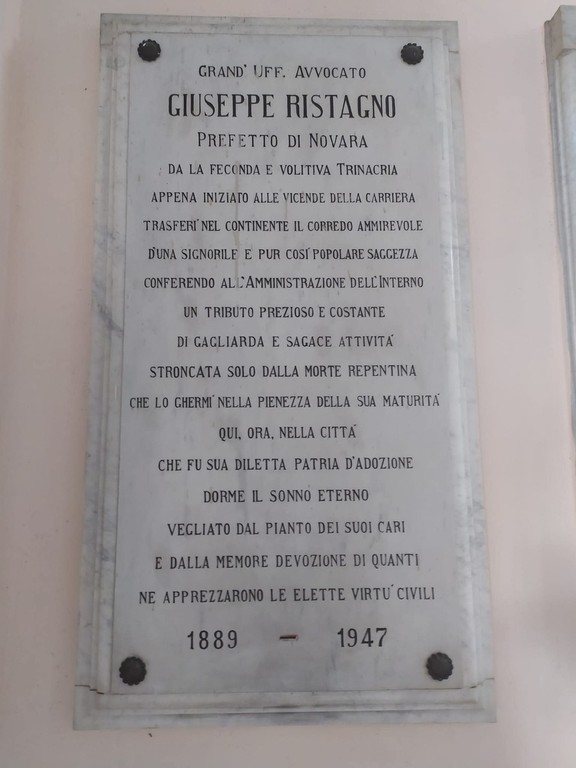 GRAND' UFF. AVVOCATO
GIUSEPPE RISTAGNO
PREFETTO DI NOVARA
DA LA FECONDA E VOLITIVA TRINACRIA
APPENA INIZIATO ALLE VICENDE DELLA CARRIERA
TRASFERI' NEL CONTINENTE IL CORREDO AMMIREVOLE
D'UNA SIGNORILE E PUR COSI' POPOLARE SAGGEZZA
CONFERENDO ALL'AMMINISTRAZIONE DELL'INTERNO
UN TRIBUTO PREZIOSO E COSTANTE
DI GAGLIARDA E SAGACE ATTIVITA'
STRONCATA SOLO DALLA MORTE REPENTINA
CHE LO GHERMI' NELLA PIENEZZA DELLA SUA MATURITA'
QUI, ORA, NELLA CITTA'
CHE FU SUA DILETTA PATRIA D'ADOZIONE
DORME IL SONNO ETERNO
VEGLIATO DAL PIANTO DEI SUOI CARI
E DALLA MEMORE DEVOZIONE DI QUANTI
NE APPREZZARONO LE ELETTE VIRTU' CIVILI
1889 – 1947